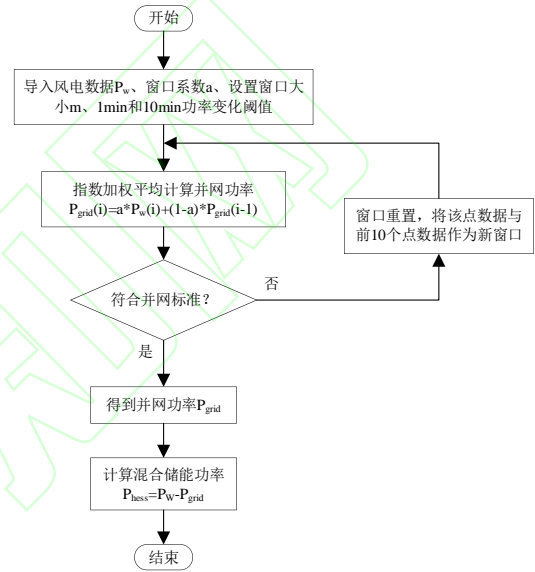 开始
导入风电数据Pw、窗口系数a、设置窗口大
小m、1min和10min功率变化阈值
指数加权平均计算并网功率
Pgrid(i)=a*Pw(i)+(1-a)*Pgrid(i-1)
窗口重置，将该点数据与
前10个点数据作为新窗口
符合并网标准？
否
是
得到并网功率Pgrid
计算混合储能功率
Phess=PW-Pgrid
结束